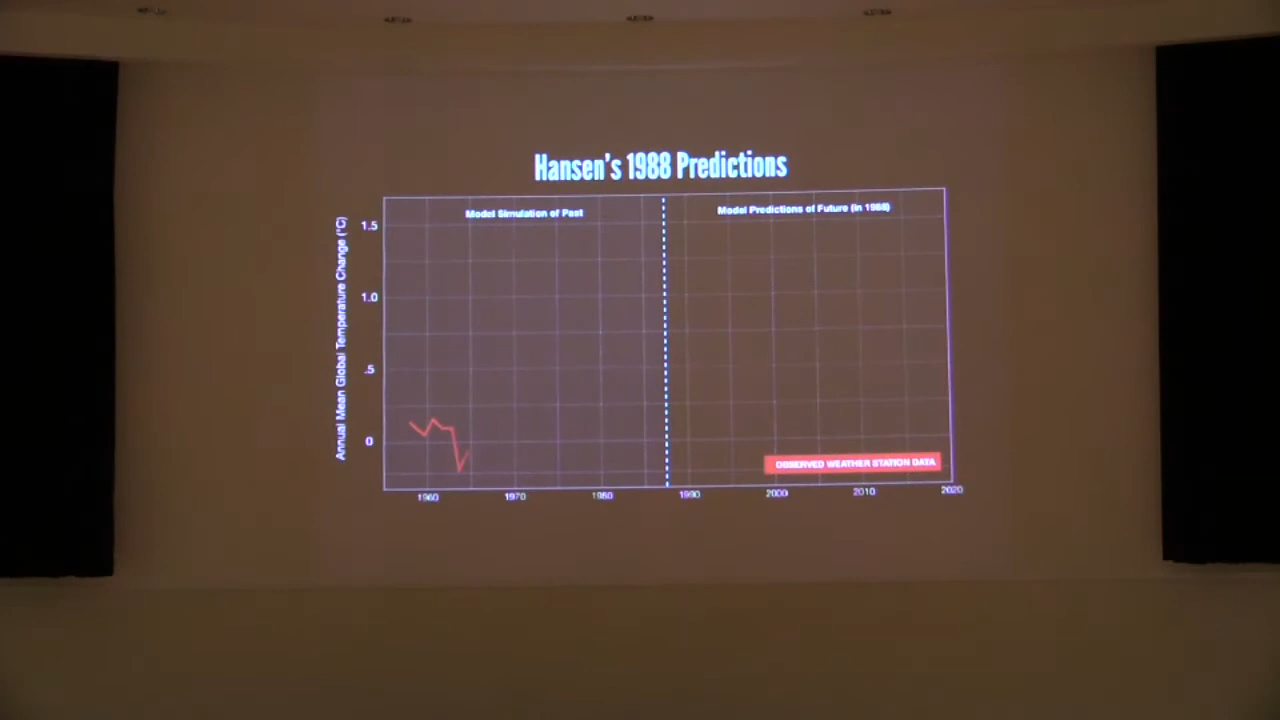 Hansen's 1988 Predictions
Model Simulation of Past
Model Predictions of Future (in 1988)
Annual Mean Global Temperature Change (°C)
1.5
1.0
.5
0
OBSERVED WEATHER STATION DATA
1960
1970
1980
1990
2000
2010
2020